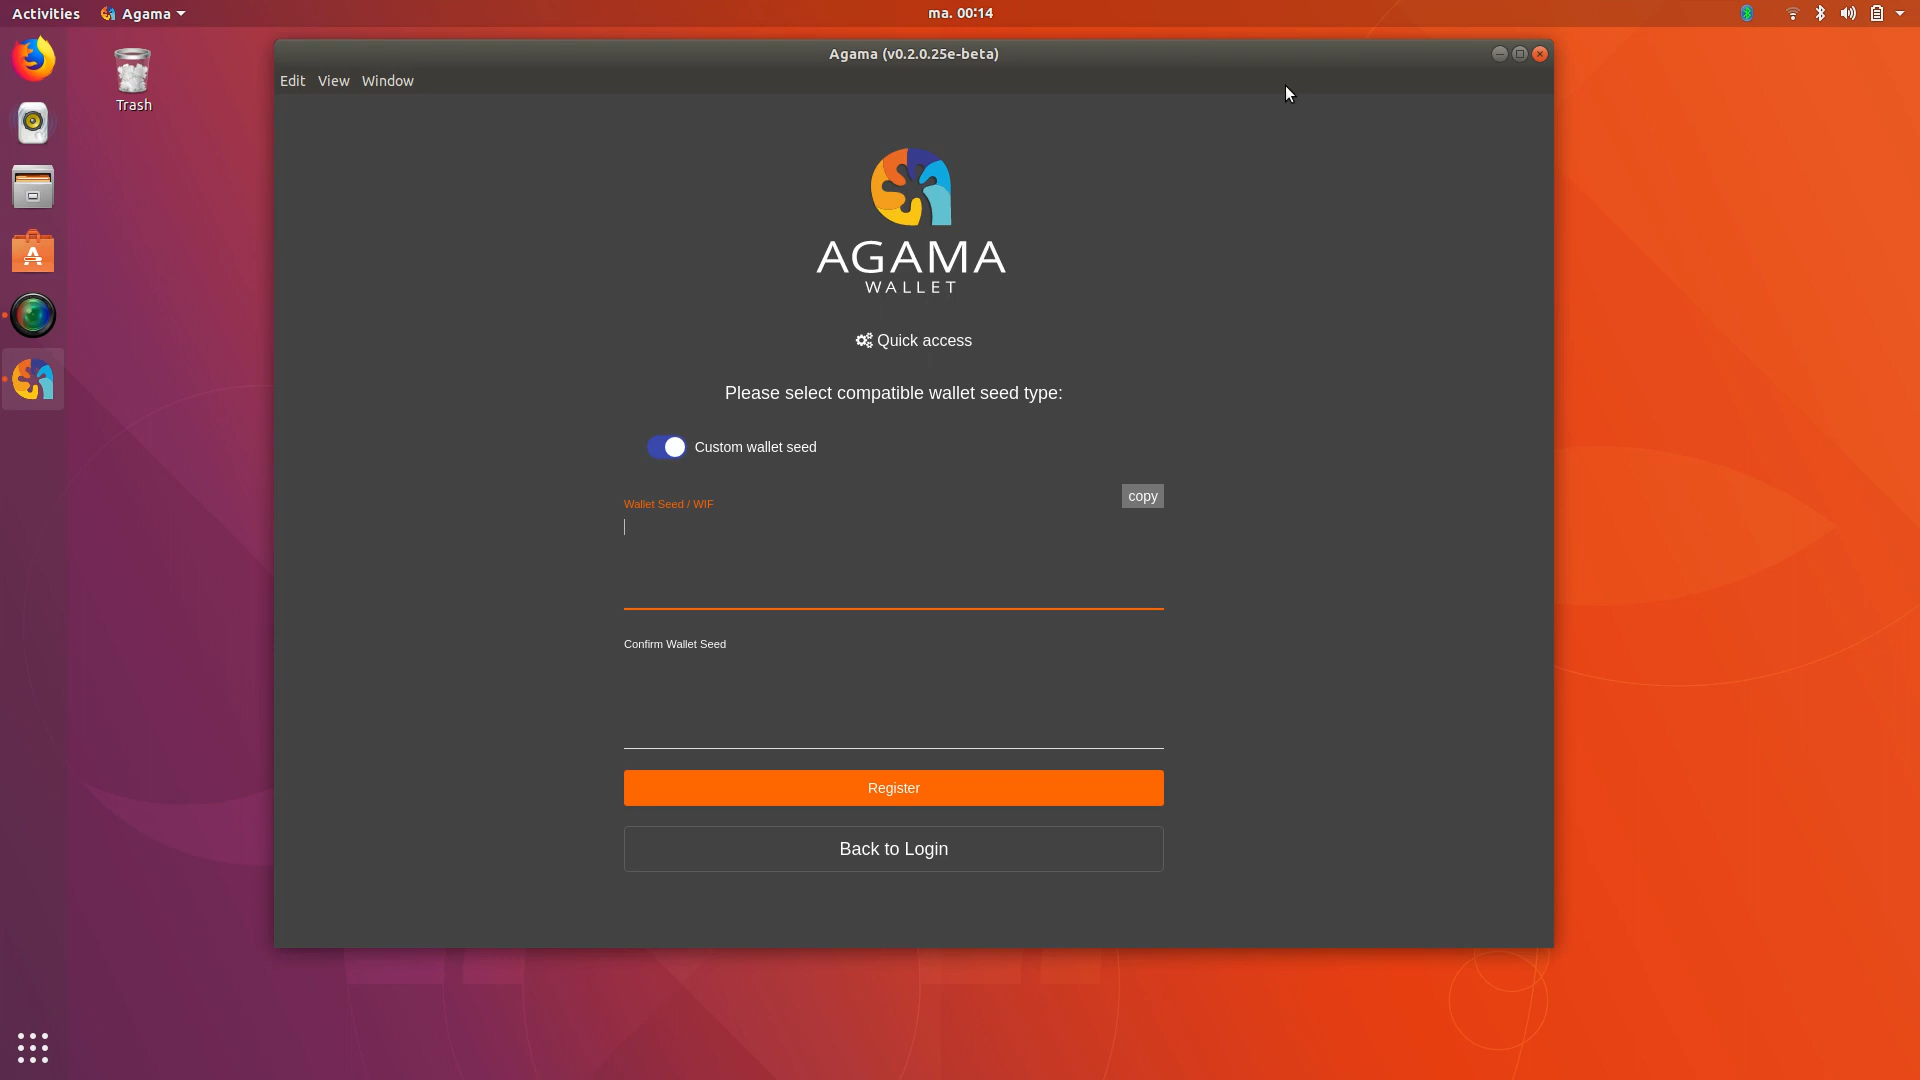 Activities Agama ma. 00:14
Agama (v0.2.0.25e-beta)
Edit View Window
Trash
AGAMA
WALLET
Quick access
Please select compatible wallet seed type:
Custom wallet seed
copy
Wallet Seed / WIF
Confirm Wallet Seed
Register
Back to Login